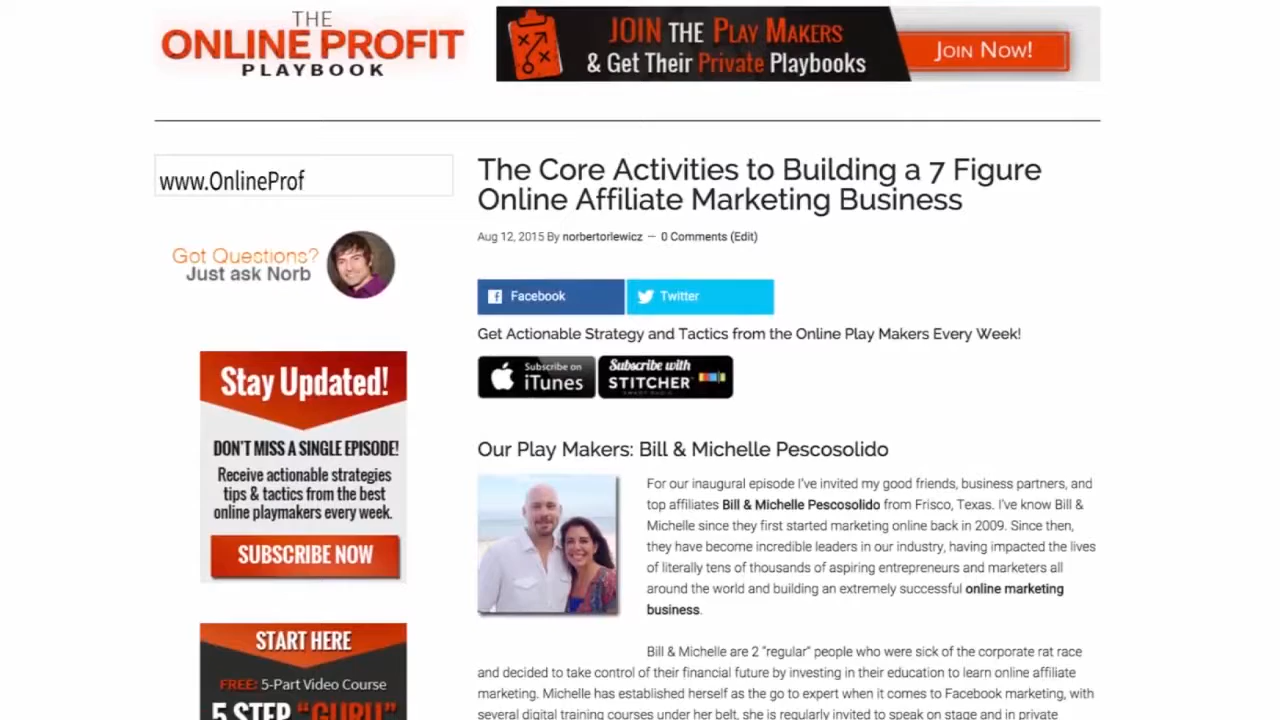 THE
ONLINE PROFIT
PLAYBOOK
JOIN THE PLAY MAKERS
& Get Their Private Playbooks
JOIN NOW!
www.OnlineProf
Got Questions?
Just ask Norb
Stay Updated!
DON'T MISS A SINGLE EPISODE!
Receive actionable strategies
tips & tactics from the best
online playmakers every week.
SUBSCRIBE NOW
START HERE
FREE: 5-Part Video Course
5 STEP "GURU"
The Core Activities to Building a 7 Figure
Online Affiliate Marketing Business
Aug 12, 2015 By norbertorlewicz — 0 Comments (Edit)
Facebook
Twitter
Get Actionable Strategy and Tactics from the Online Play Makers Every Week!
Subscribe on
iTunes
Subscribe with
STITCHER
Our Play Makers: Bill & Michelle Pescosolido
For our inaugural episode I've invited my good friends, business partners, and
top affiliates Bill & Michelle Pescosolido from Frisco, Texas. I've know Bill &
Michelle since they first started marketing online back in 2009. Since then,
they have become incredible leaders in our industry, having impacted the lives
of literally tens of thousands of aspiring entrepreneurs and marketers all
around the world and building an extremely successful online marketing
business.
Bill & Michelle are 2 "regular" people who were sick of the corporate rat race
and decided to take control of their financial future by investing in their education to learn online affiliate
marketing. Michelle has established herself as the go to expert when it comes to Facebook marketing, with
several digital training courses under her belt, she is regularly invited to speak on stage and in private